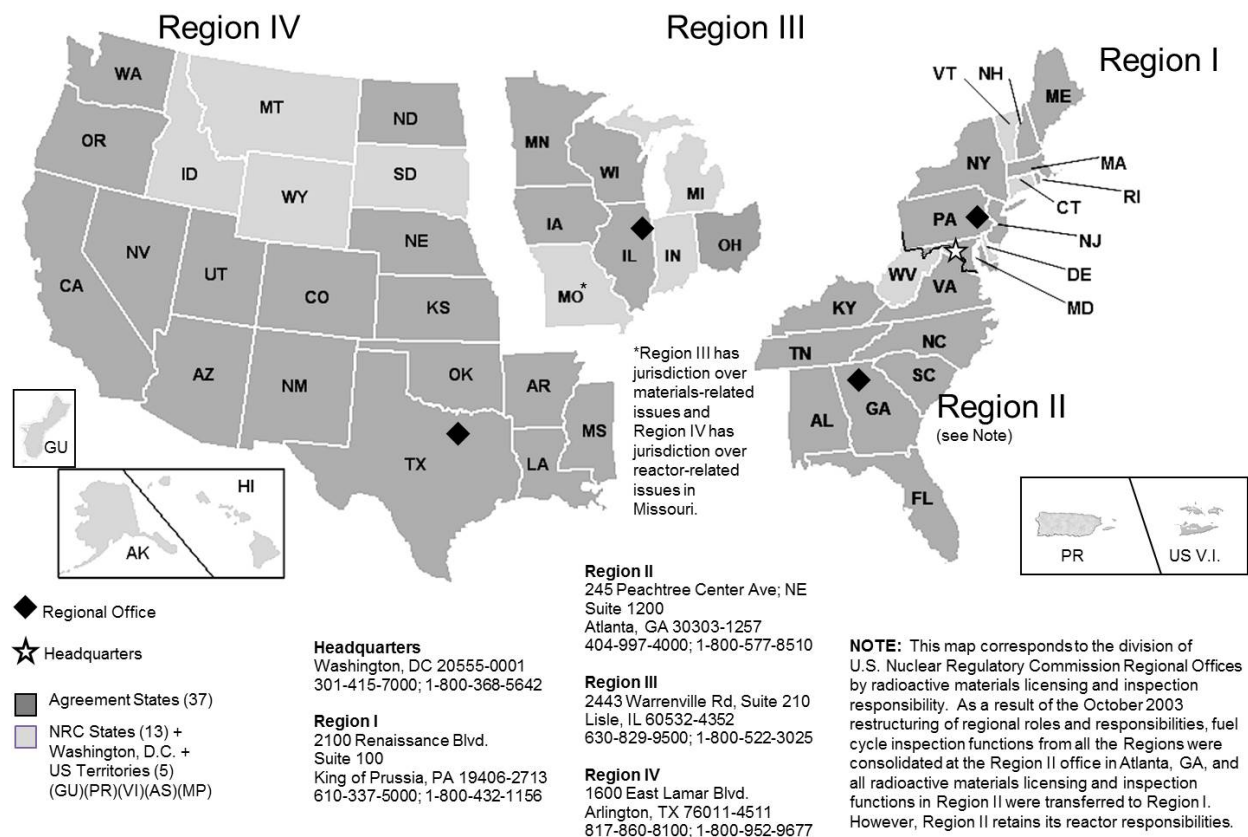 Region IV
Region III
Region I
WA
MT
ND
OR
ID
SD
WY
NE
NV
UT
CA
CO
KS
AZ
NM
OK
TX
AR
LA
MS
MN
WI
MI
IA
IL
IN
OH
MO*
VT
NH
ME
NY
MA
RI
CT
PA
NJ
DE
MD
WV
VA
KY
NC
TN
SC
AL
GA
FL
Region II
(see Note)
*Region III has
jurisdiction over
materials-related
issues and
Region IV has
jurisdiction over
reactor-related
issues in
Missouri.
GU
HI
AK
PR
US V.I.
Regional Office
Headquarters
Agreement States (37)
NRC States (13) +
Washington, D.C. +
US Territories (5)
(GU)(PR)(VI)(AS)(MP)
Headquarters
Washington, DC 20555-0001
301-415-7000; 1-800-368-5642
Region I
2100 Renaissance Blvd.
Suite 100
King of Prussia, PA 19406-2713
610-337-5000; 1-800-432-1156
Region II
245 Peachtree Center Ave; NE
Suite 1200
Atlanta, GA 30303-1257
404-997-4000; 1-800-577-8510
Region III
2443 Warrenville Rd, Suite 210
Lisle, IL 60532-4352
630-829-9500; 1-800-522-3025
Region IV
1600 East Lamar Blvd.
Arlington, TX 76011-4511
817-860-8100; 1-800-952-9677
NOTE: This map corresponds to the division of
U.S. Nuclear Regulatory Commission Regional Offices
by radioactive materials licensing and inspection
responsibility. As a result of the October 2003
restructuring of regional roles and responsibilities, fuel
cycle inspection functions from all the Regions were
consolidated at the Region II office in Atlanta, GA, and
all radioactive materials licensing and inspection
functions in Region II were transferred to Region I.
However, Region II retains its reactor responsibilities.